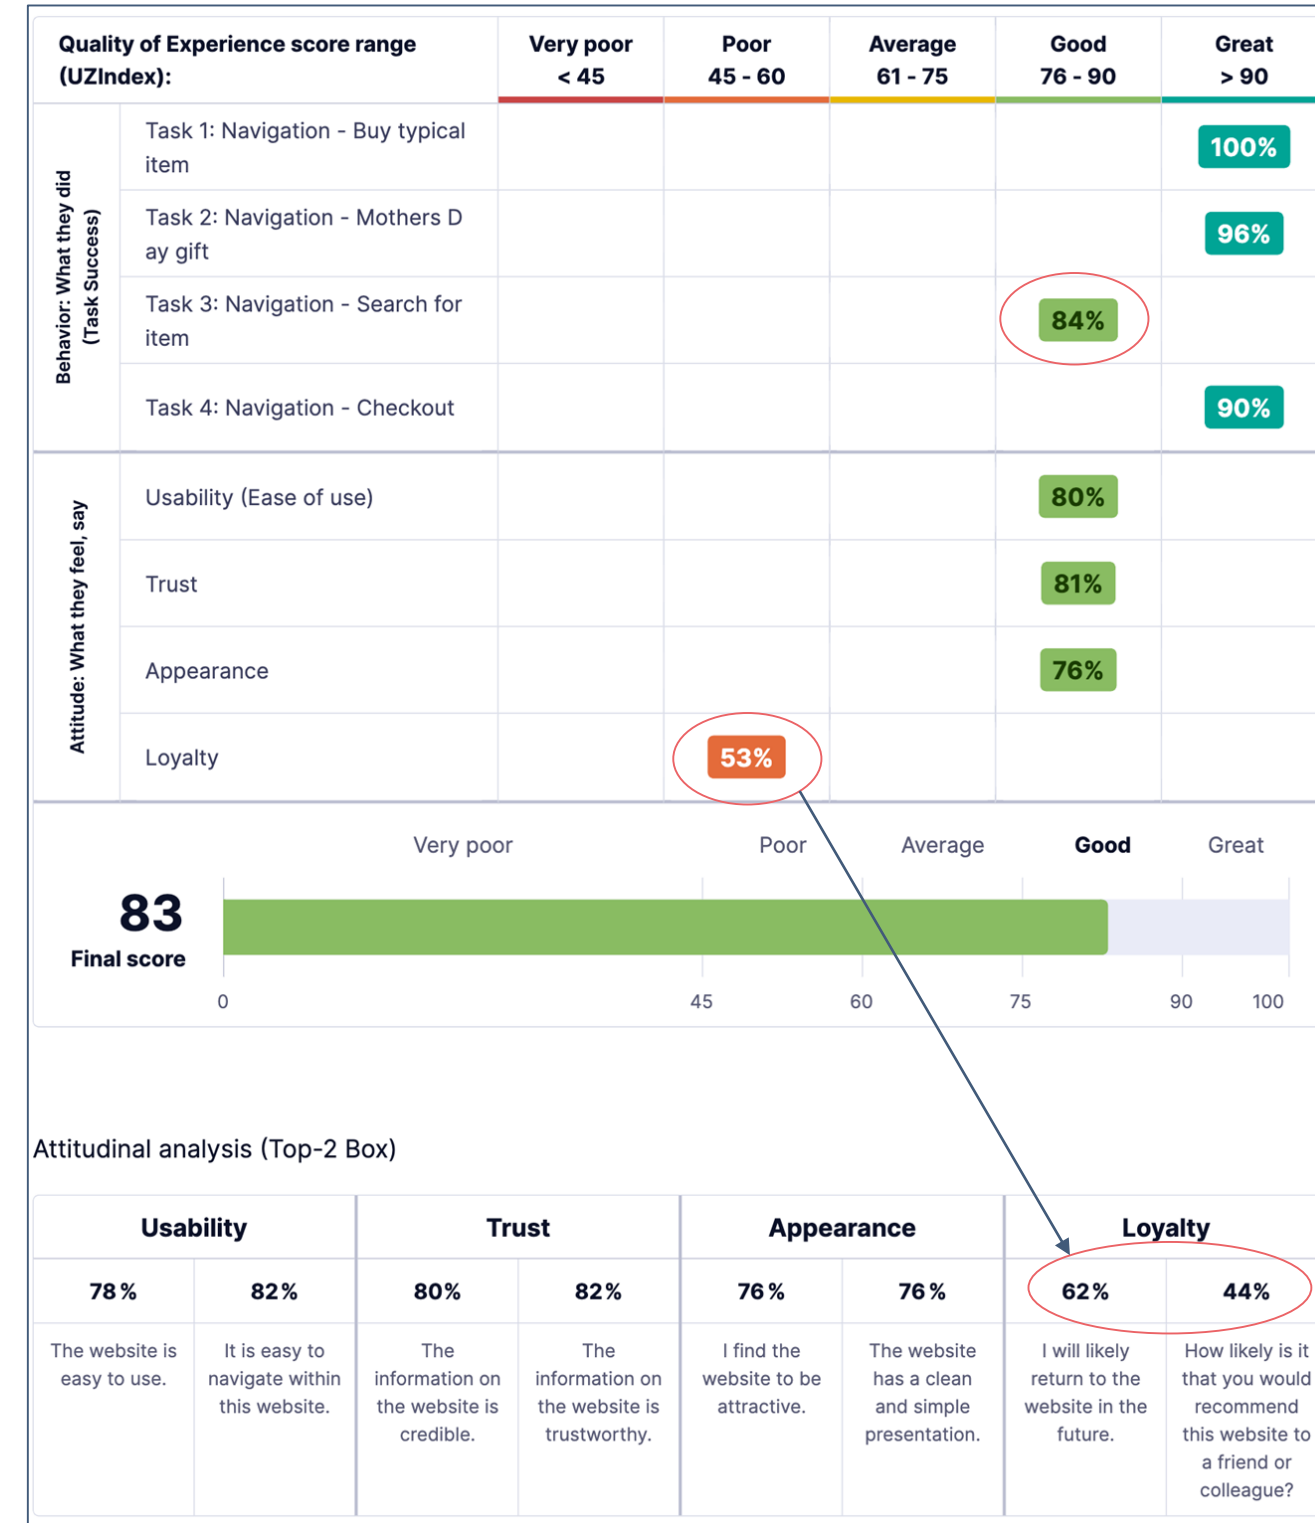 Quality of Experience score range
(UZIndex):
Very poor
< 45
Poor
45 - 60
Average
61 - 75
Good
76 - 90
Great
> 90
Behavior: What they did
(Task Success)
Task 1: Navigation - Buy typical
item
100%
Task 2: Navigation - Mothers D
ay gift
96%
Task 3: Navigation - Search for
item
84%
Task 4: Navigation - Checkout
90%
Attitude: What they feel, say
Usability (Ease of use)
80%
Trust
81%
Appearance
76%
Loyalty
53%
Very poor
Poor
Average
Good
Great
83
Final score
0
45
60
75
90
100
Attitudinal analysis (Top-2 Box)
Usability
Trust
Appearance
Loyalty
78%
82%
80%
82%
76%
76%
62%
44%
The website is
easy to use.
It is easy to
navigate within
this website.
The
information on
the website is
credible.
The
information on
the website is
trustworthy.
I find the
website to be
attractive.
The website
has a clean
and simple
presentation.
I will likely
return to the
website in the
future.
How likely is it
that you would
recommend
this website to
a friend or
colleague?